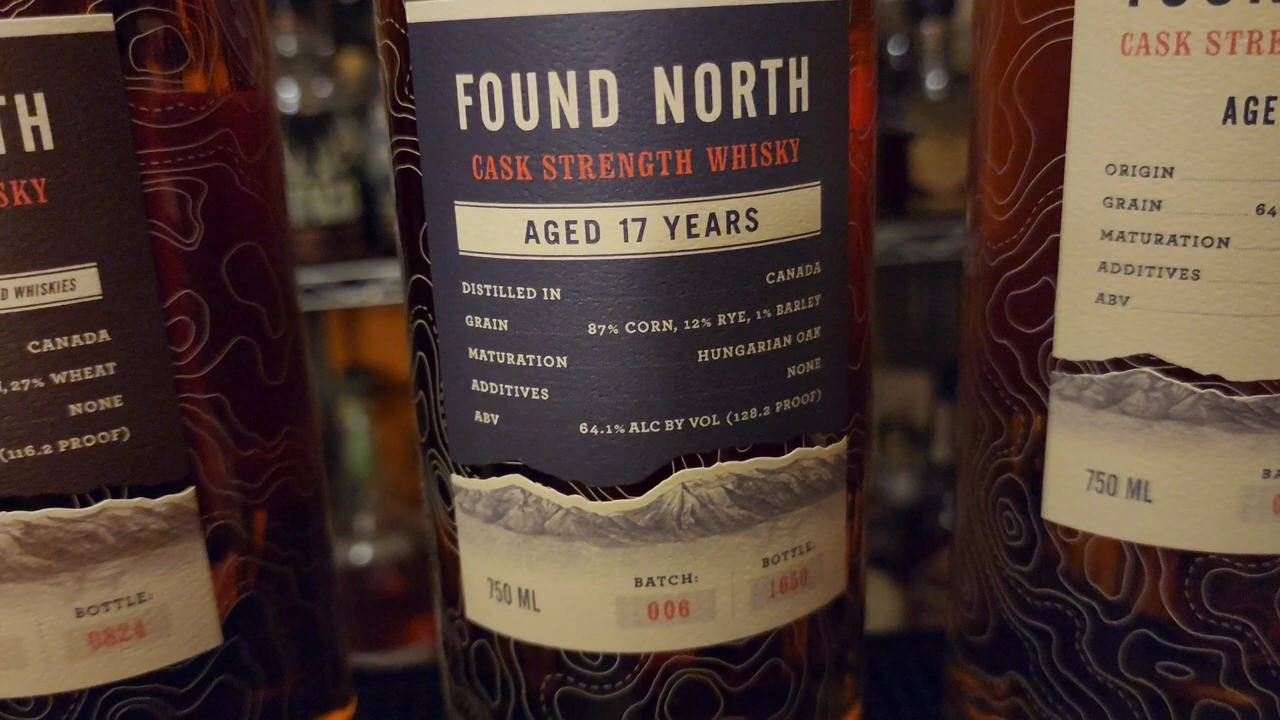 TH
SKY
D WHISKIES
CANADA
, 27% WHEAT
NONE
(116.2 PROOF)
BOTTLE:
0824
FOUND NORTH
CASK STRENGTH WHISKY
AGED 17 YEARS
DISTILLED IN CANADA
GRAIN 87% CORN, 12% RYE, 1% BARLEY
MATURATION HUNGARIAN OAK
ADDITIVES NONE
ABV 64.1% ALC BY VOL (128.2 PROOF)
750 ML
BATCH: BOTTLE:
006 1650
CASK STRE
AGE
ORIGIN
GRAIN 64
MATURATION
ADDITIVES
ABV
750 ML